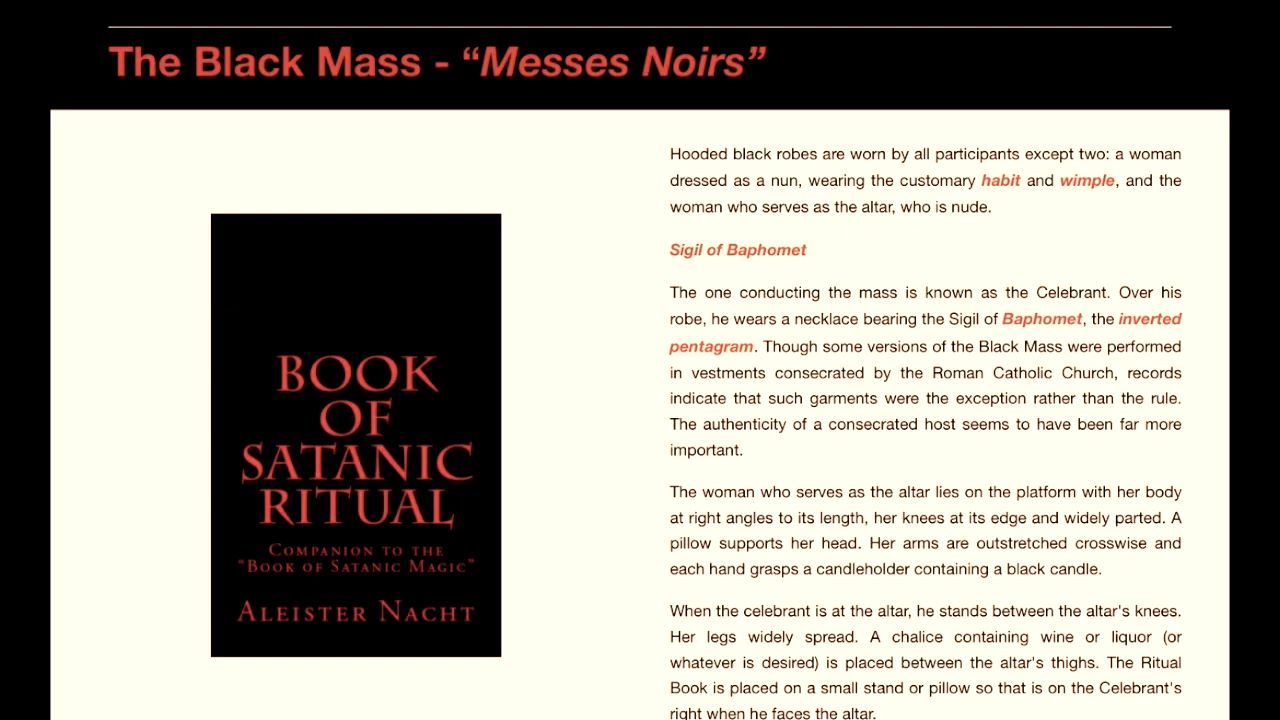 The Black Mass - “Messes Noirs”
BOOK
OF
SATANIC
RITUAL
COMPANION TO THE
"BOOK OF SATANIC MAGIC"
ALEISTER NACHT
Hooded black robes are worn by all participants except two: a woman
dressed as a nun, wearing the customary habit and wimple, and the
woman who serves as the altar, who is nude.
Sigil of Baphomet
The one conducting the mass is known as the Celebrant. Over his
robe, he wears a necklace bearing the Sigil of Baphomet, the inverted
pentagram. Though some versions of the Black Mass were performed
in vestments consecrated by the Roman Catholic Church, records
indicate that such garments were the exception rather than the rule.
The authenticity of a consecrated host seems to have been far more
important.
The woman who serves as the altar lies on the platform with her body
at right angles to its length, her knees at its edge and widely parted. A
pillow supports her head. Her arms are outstretched crosswise and
each hand grasps a candleholder containing a black candle.
When the celebrant is at the altar, he stands between the altar's knees.
Her legs widely spread. A chalice containing wine or liquor (or
whatever is desired) is placed between the altar's thighs. The Ritual
Book is placed on a small stand or pillow so that is on the Celebrant's
right when he faces the altar.